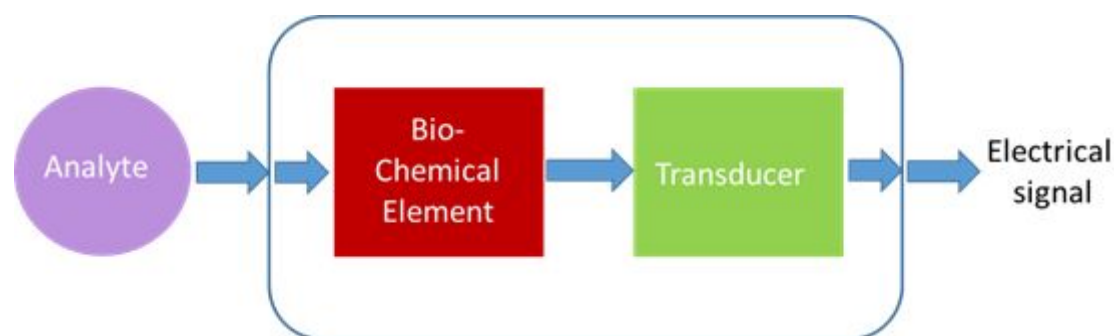 Analyte
Bio-
Chemical
Element
Transducer
Electrical
signal